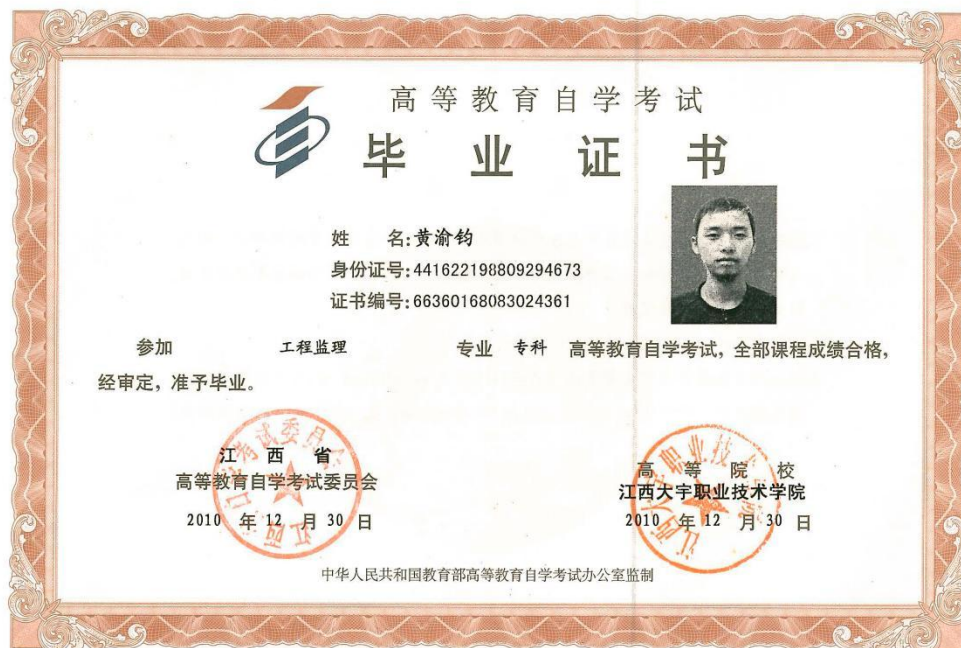 高等教育自学考试
毕业证书
姓 名:黄渝钧
身份证号:441622198809294673
证书编号:66360168083024361
参加 工程监理 专业 专科 高等教育自学考试,全部课程成绩合格,
经审定,准予毕业。
江西省
高等教育自学考试委员会
2010 年 12 月 30 日
高等院校
江西大宇职业技术学院
2010 年 12 月 30 日
中华人民共和国教育部高等教育自学考试办公室监制